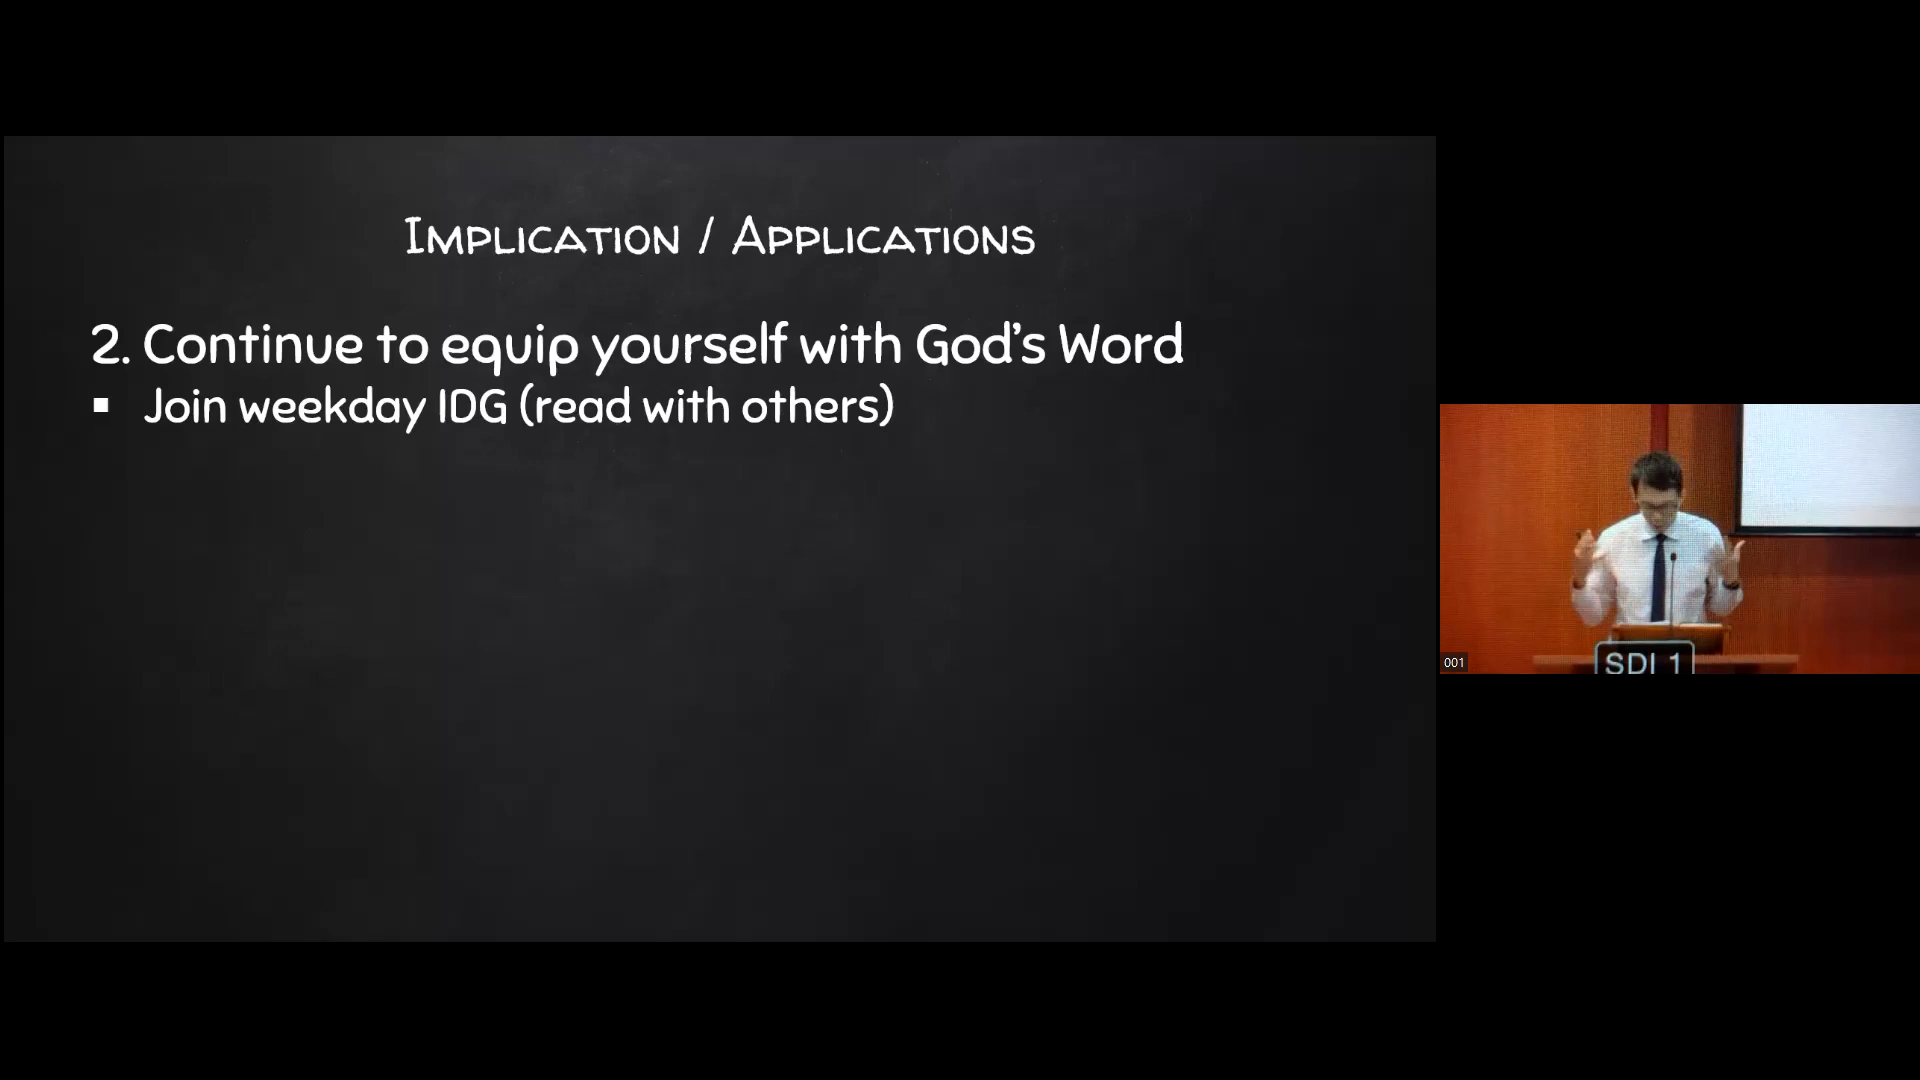 Implication / Applications
2. Continue to equip yourself with God’s Word
▪ Join weekday IDG (read with others)
001
SDI 1